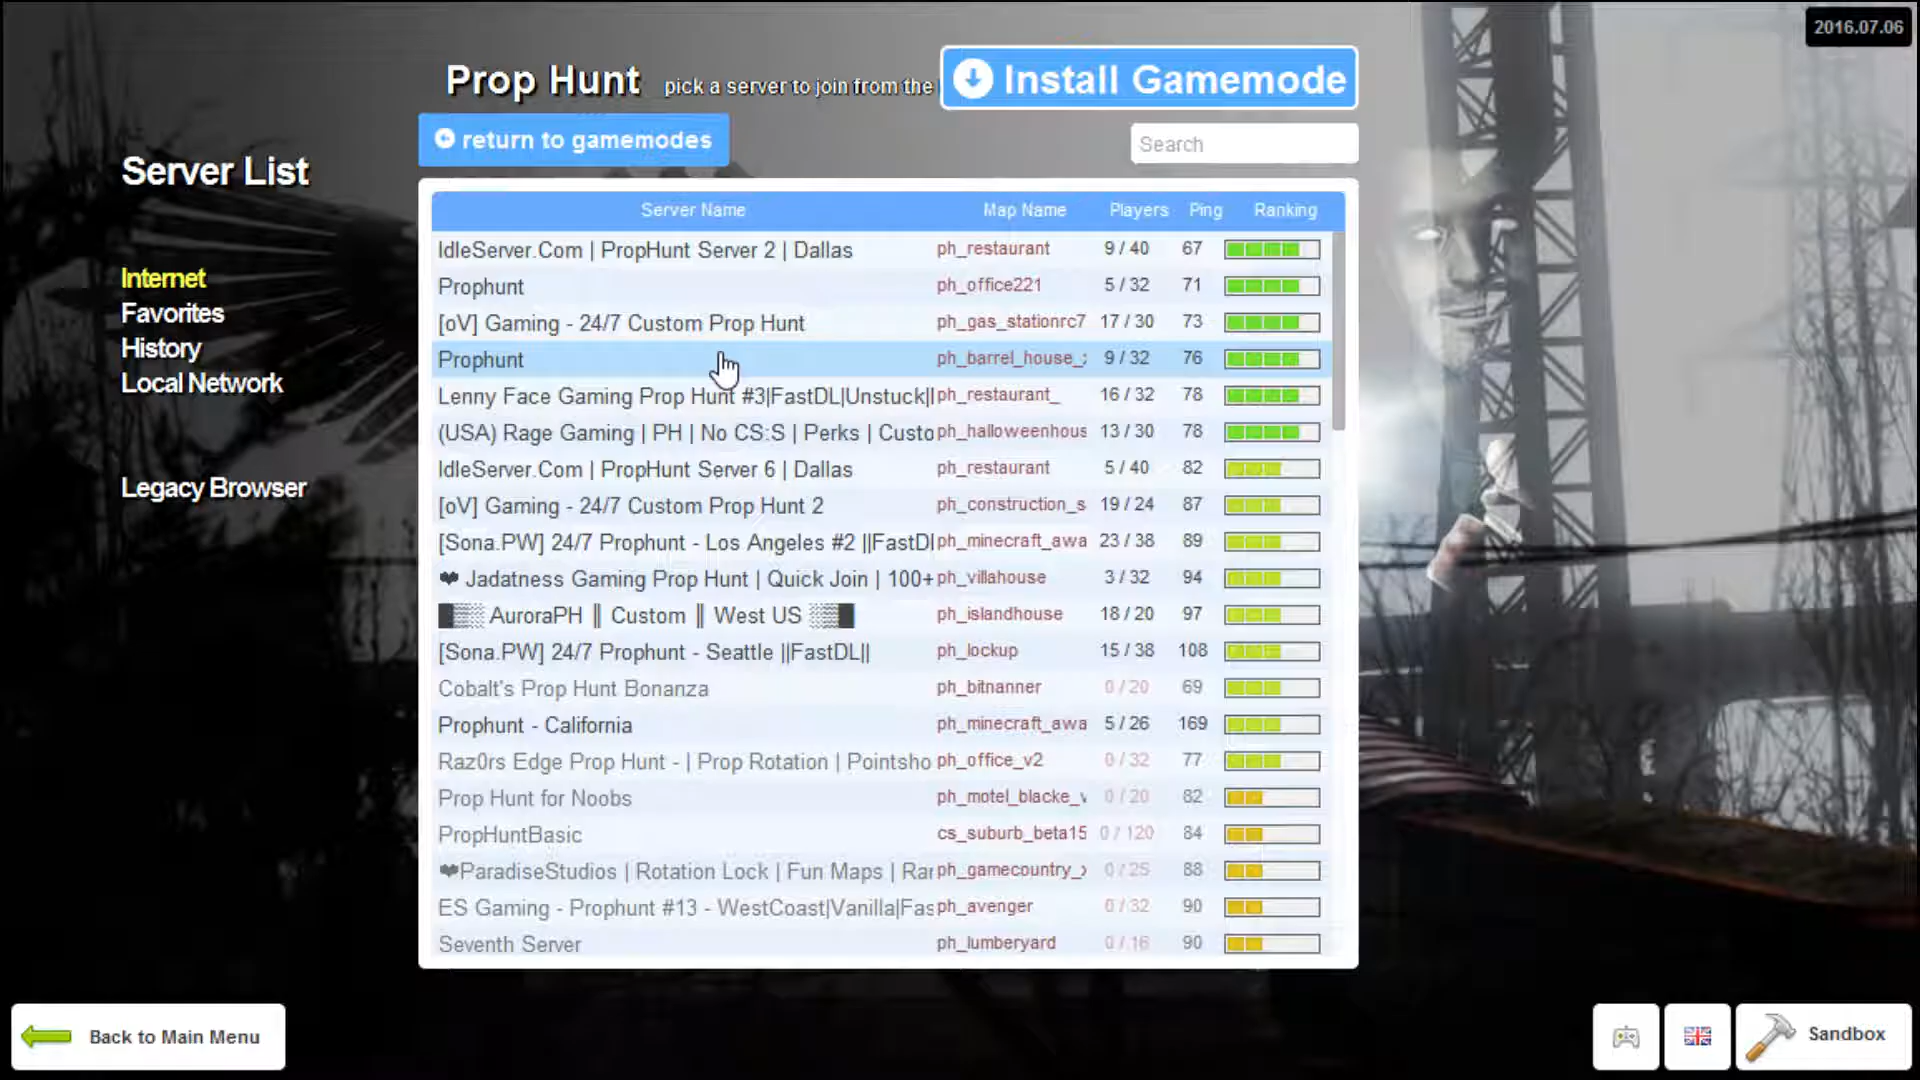 2016.07.06
Prop Hunt pick a server to join from the
Install Gamemode
return to gamemodes
Search
Server List
Internet
Favorites
History
Local Network
Legacy Browser
Server Name Map Name Players Ping Ranking
IdleServer.Com | PropHunt Server 2 | Dallas ph_restaurant 9 / 40 67
Prophunt ph_office221 5 / 32 71
[oV] Gaming - 24/7 Custom Prop Hunt ph_gas_stationrc7 17 / 30 73
Prophunt ph_barrel_house_ 9 / 32 76
Lenny Face Gaming Prop Hunt #3|FastDL|Unstuck| ph_restaurant_ 16 / 32 78
(USA) Rage Gaming | PH | No CS:S | Perks | Custo ph_halloweenhous 13 / 30 78
IdleServer.Com | PropHunt Server 6 | Dallas ph_restaurant 5 / 40 82
[oV] Gaming - 24/7 Custom Prop Hunt 2 ph_construction_s 19 / 24 87
[Sona.PW] 24/7 Prophunt - Los Angeles #2 ||FastDl ph_minecraft_awa 23 / 38 89
❤ Jadatness Gaming Prop Hunt | Quick Join | 100+ ph_villahouse 3 / 32 94
█▒░ AuroraPH ║ Custom ║ West US ░▒█ ph_islandhouse 18 / 20 97
[Sona.PW] 24/7 Prophunt - Seattle ||FastDL|| ph_lockup 15 / 38 108
Cobalt's Prop Hunt Bonanza ph_bitnanner 0 / 20 69
Prophunt - California ph_minecraft_awa 5 / 26 169
Raz0rs Edge Prop Hunt - | Prop Rotation | Pointsho ph_office_v2 0 / 32 77
Prop Hunt for Noobs ph_motel_blacke_v 0 / 20 82
PropHuntBasic cs_suburb_beta15 0 / 120 84
❤ParadiseStudios | Rotation Lock | Fun Maps | Rar ph_gamecountry_x 0 / 25 88
ES Gaming - Prophunt #13 - WestCoast|Vanilla|Fas ph_avenger 0 / 32 90
Seventh Server ph_lumberyard 0 / 16 90
Back to Main Menu
Sandbox